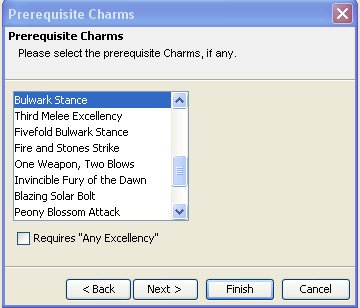 Prerequisite Charms
Prerequisite Charms
Please select the prerequisite Charms, if any.
Bulwark Stance
Third Melee Excellency
Fivefold Bulwark Stance
Fire and Stones Strike
One Weapon, Two Blows
Invincible Fury of the Dawn
Blazing Solar Bolt
Peony Blossom Attack
Requires "Any Excellency"
< Back Next > Finish Cancel